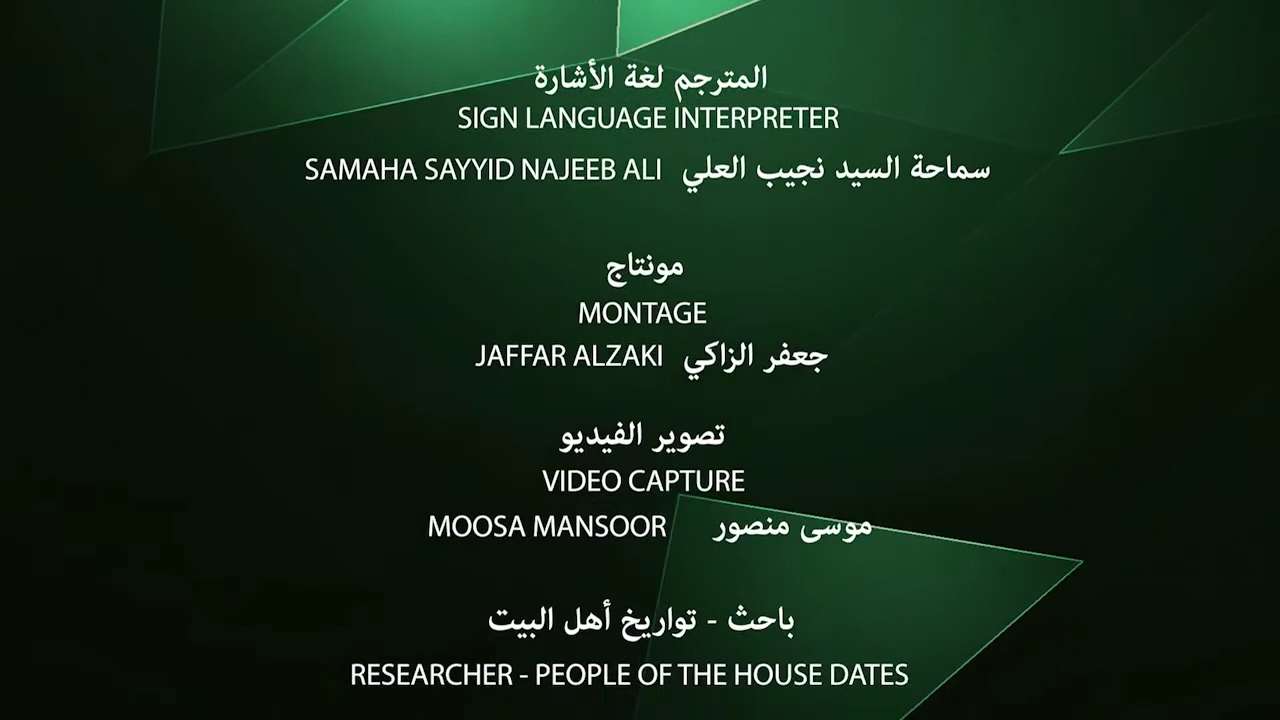 المترجم لغة الأشارة
SIGN LANGUAGE INTERPRETER
SAMAHA SAYYID NAJEEB ALI سماحة السيد نجيب العلي
مونتاج
MONTAGE
JAFFAR ALZAKI جعفر الزاكي
تصوير الفيديو
VIDEO CAPTURE
MOOSA MANSOOR موسى منصور
باحث - تواريخ أهل البيت
RESEARCHER - PEOPLE OF THE HOUSE DATES